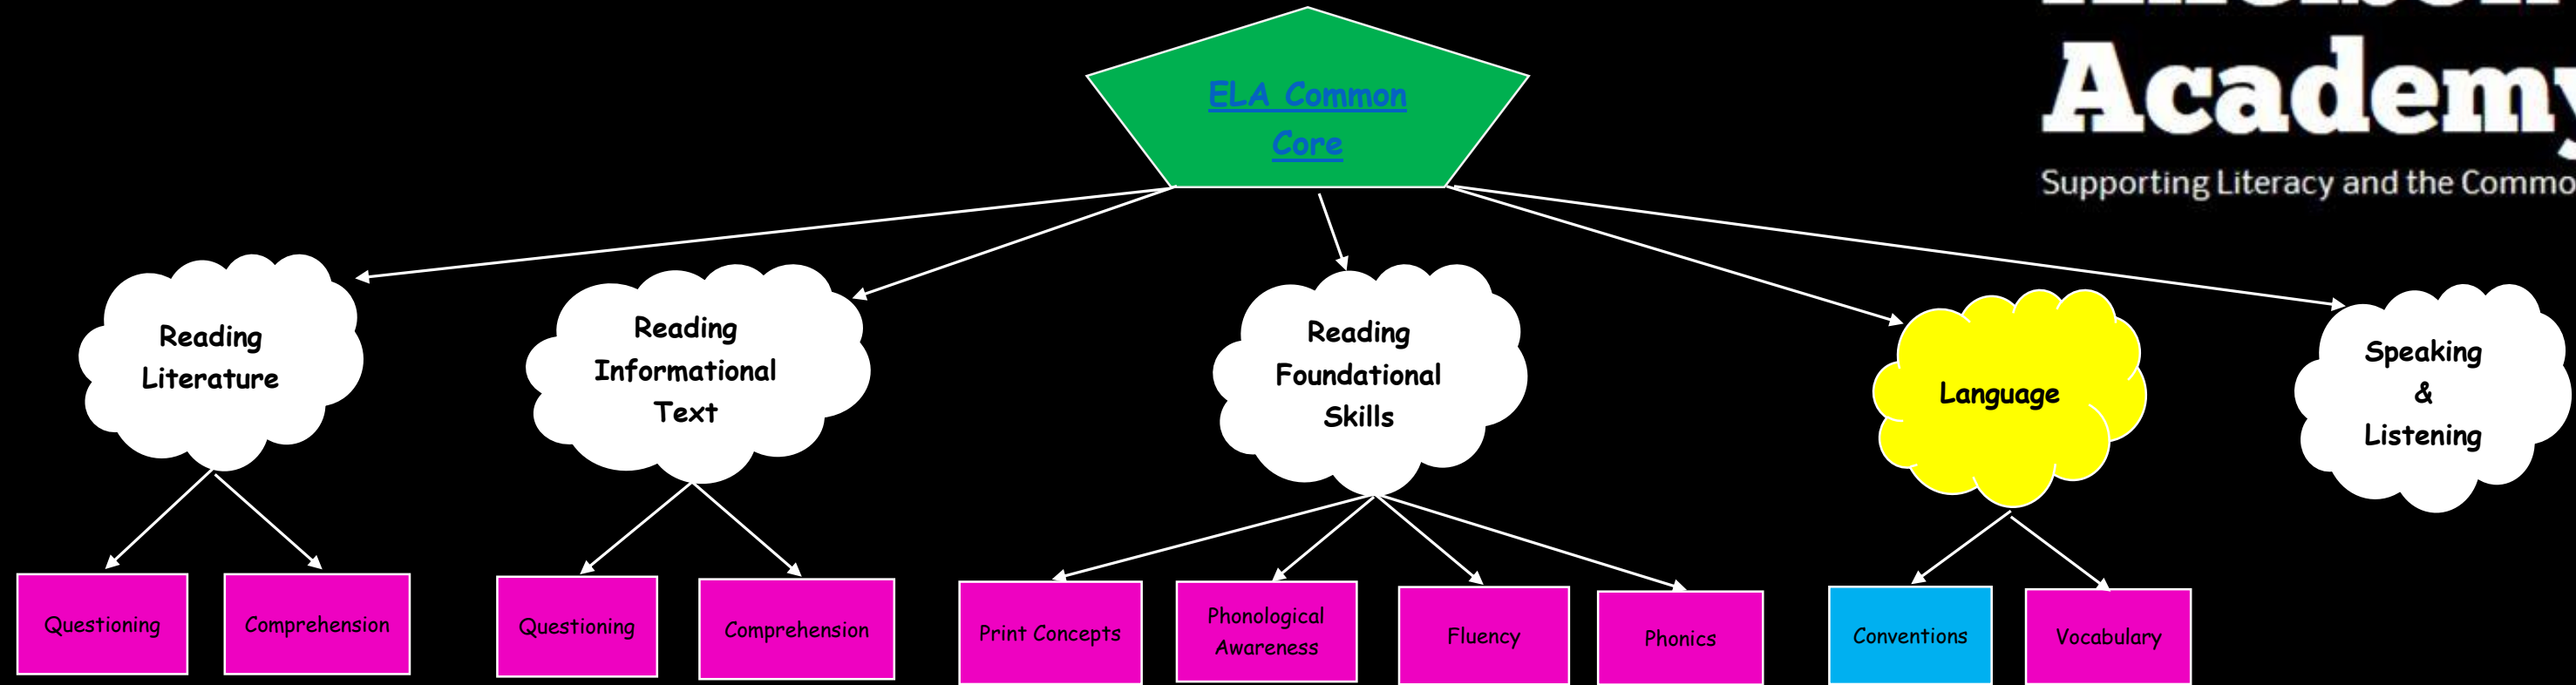 Academy
Supporting Literacy and the Commo
ELA Common
Core
Reading
Literature
Reading
Informational
Text
Reading
Foundational
Skills
Language
Speaking
&
Listening
Questioning
Comprehension
Questioning
Comprehension
Print Concepts
Phonological
Awareness
Fluency
Phonics
Conventions
Vocabulary